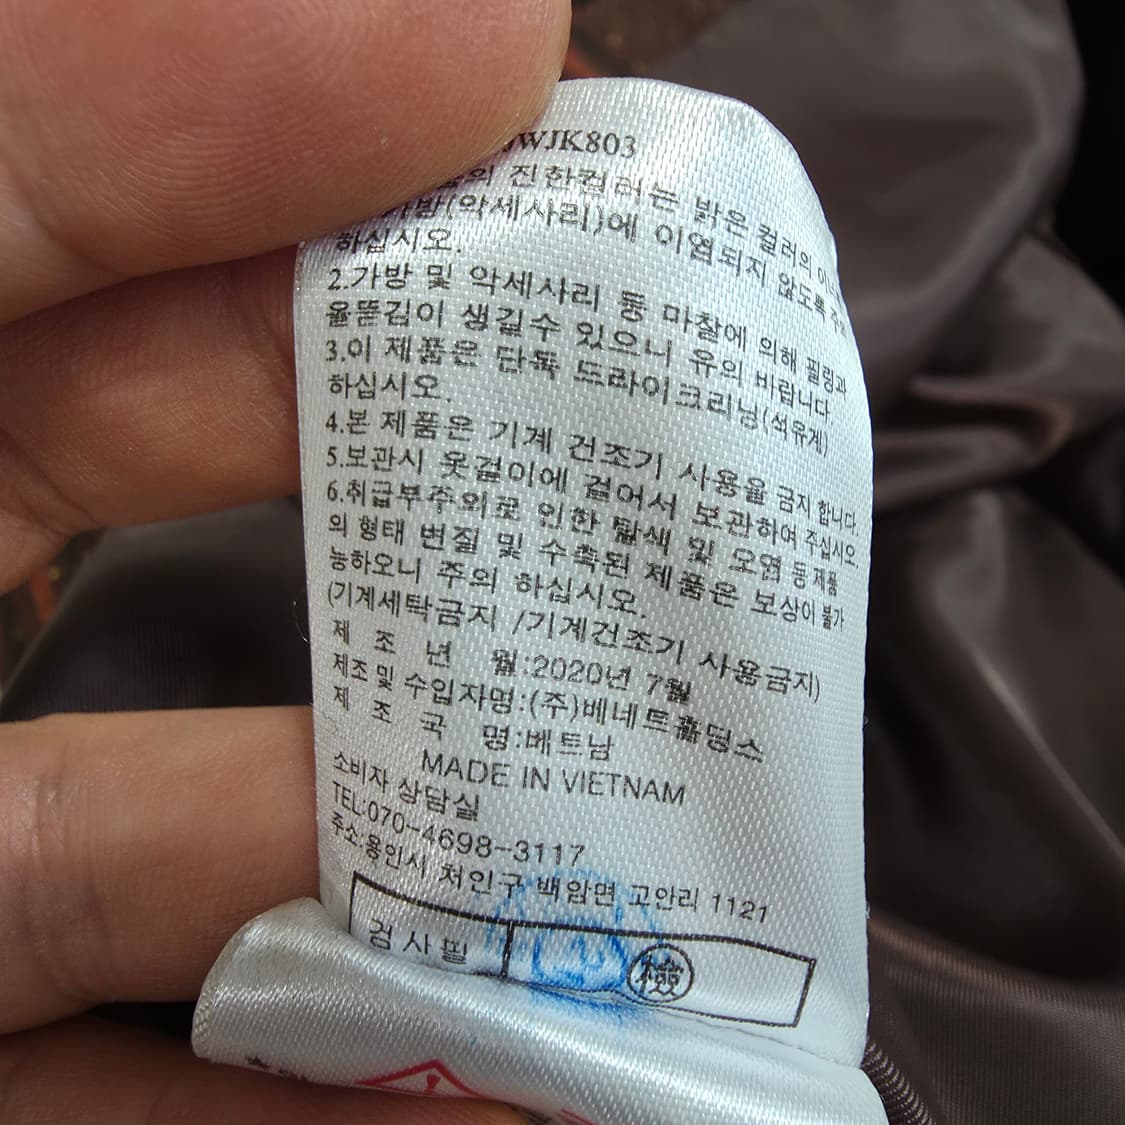 JWJK803
진한컬러는 밝은 컬러의
가방(악세사리)에 이염되지 않도록 주의
하십시오.
2.가방 및 악세사리 등 마찰에 의해 필링과
올뜯김이 생길수 있으니 유의 바랍니다.
3.이 제품은 단독 드라이크리닝(석유계)
하십시오.
4.본 제품은 기계 건조기 사용을 금지 합니다.
5.보관시 옷걸이에 걸어서 보관하여 주십시오.
6.취급부주의로 인한 탈색 및 오염 등 제품
의 형태 변질 및 수축된 제품은 보상이 불가
능하오니 주의 하십시오.
(기계세탁금지 /기계건조기 사용금지)
제 조 년 월:2020년 7월
제조 및 수입자명:(주)베네트홀딩스
제 조 국 명:베트남
MADE IN VIETNAM
소비자 상담실
TEL:070-4698-3117
주소:용인시 처인구 백암면 고안리 1121
검사필 檢